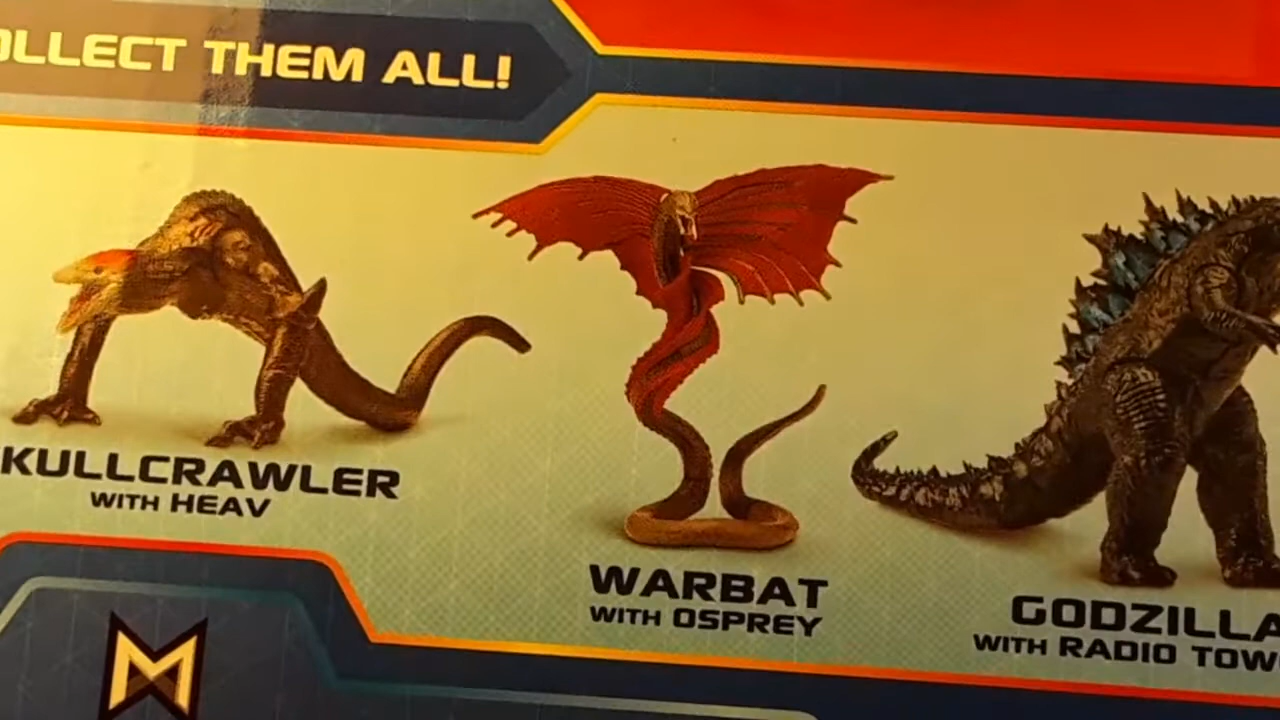 OLLECT THEM ALL!
KULLCRAWLER
WITH HEAV
WARBAT
WITH OSPREY
GODZILLA
WITH RADIO TOW